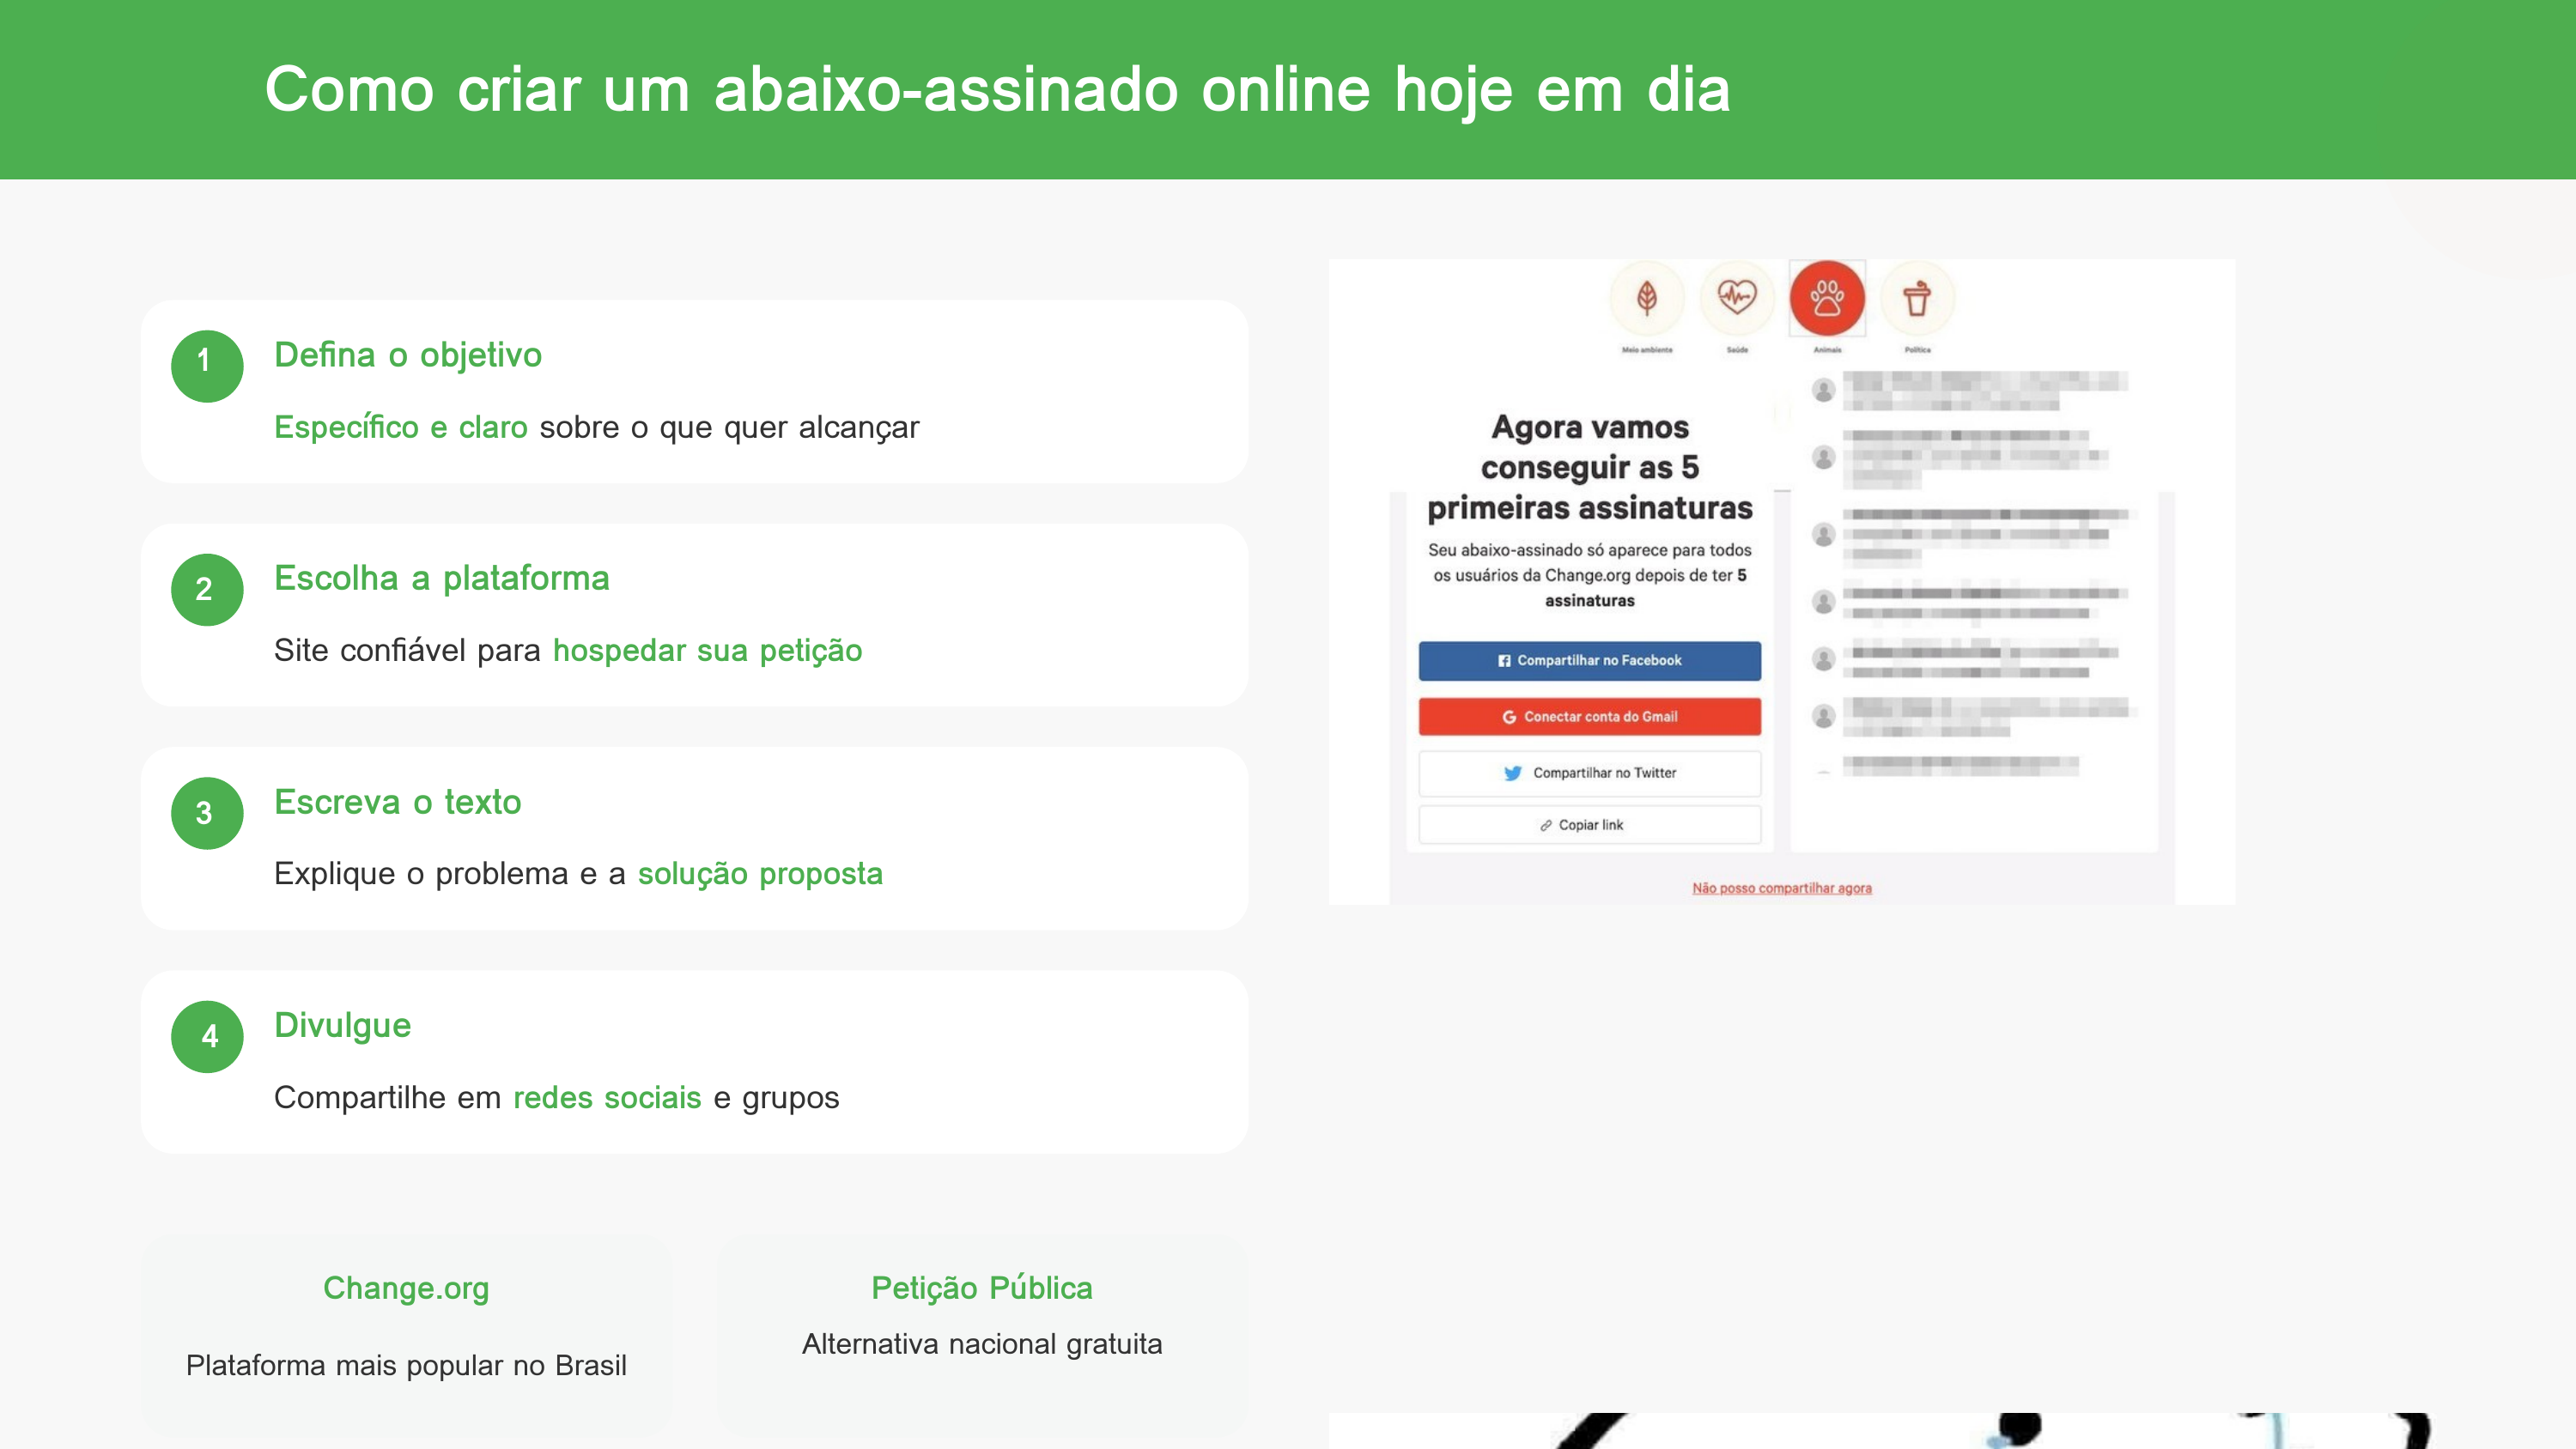 Como criar um abaixo-assinado online hoje em dia
1
Defina o objetivo
Específico e claro sobre o que quer alcançar
2
Escolha a plataforma
Site confiável para hospedar sua petição
3
Escreva o texto
Explique o problema e a solução proposta
4
Divulgue
Compartilhe em redes sociais e grupos
Change.org
Plataforma mais popular no Brasil
Petição Pública
Alternativa nacional gratuita
Meio ambiente
Saúde
Animais
Política
Agora vamos
conseguir as 5
primeiras assinaturas
Seu abaixo-assinado só aparece para todos
os usuários da Change.org depois de ter 5
assinaturas
Compartilhar no Facebook
Conectar conta do Gmail
Compartilhar no Twitter
Copiar link
Não posso compartilhar agora